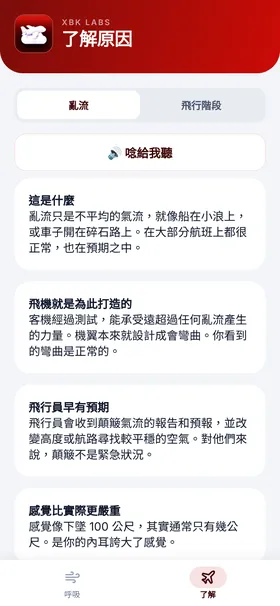 XBK LABS
了解原因
亂流
飛行階段
🔊 唸給我聽
這是什麼
亂流只是不平均的氣流，就像船在小浪上，
或車子開在碎石路上。在大部分航班上都很
正常，也在預期之中。
飛機就是為此打造的
客機經過測試，能承受遠超過任何亂流產生
的力量。機翼本來就設計成會彎曲。你看到
的彎曲是正常的。
飛行員早有預期
飛行員會收到顛簸氣流的報告和預報，並改
變高度或航路尋找較平穩的空氣。對他們來
說，顛簸不是緊急狀況。
感覺比實際更嚴重
感覺像下墜 100 公尺，其實通常只有幾公
尺。是你的內耳誇大了感覺。
呼吸
了解